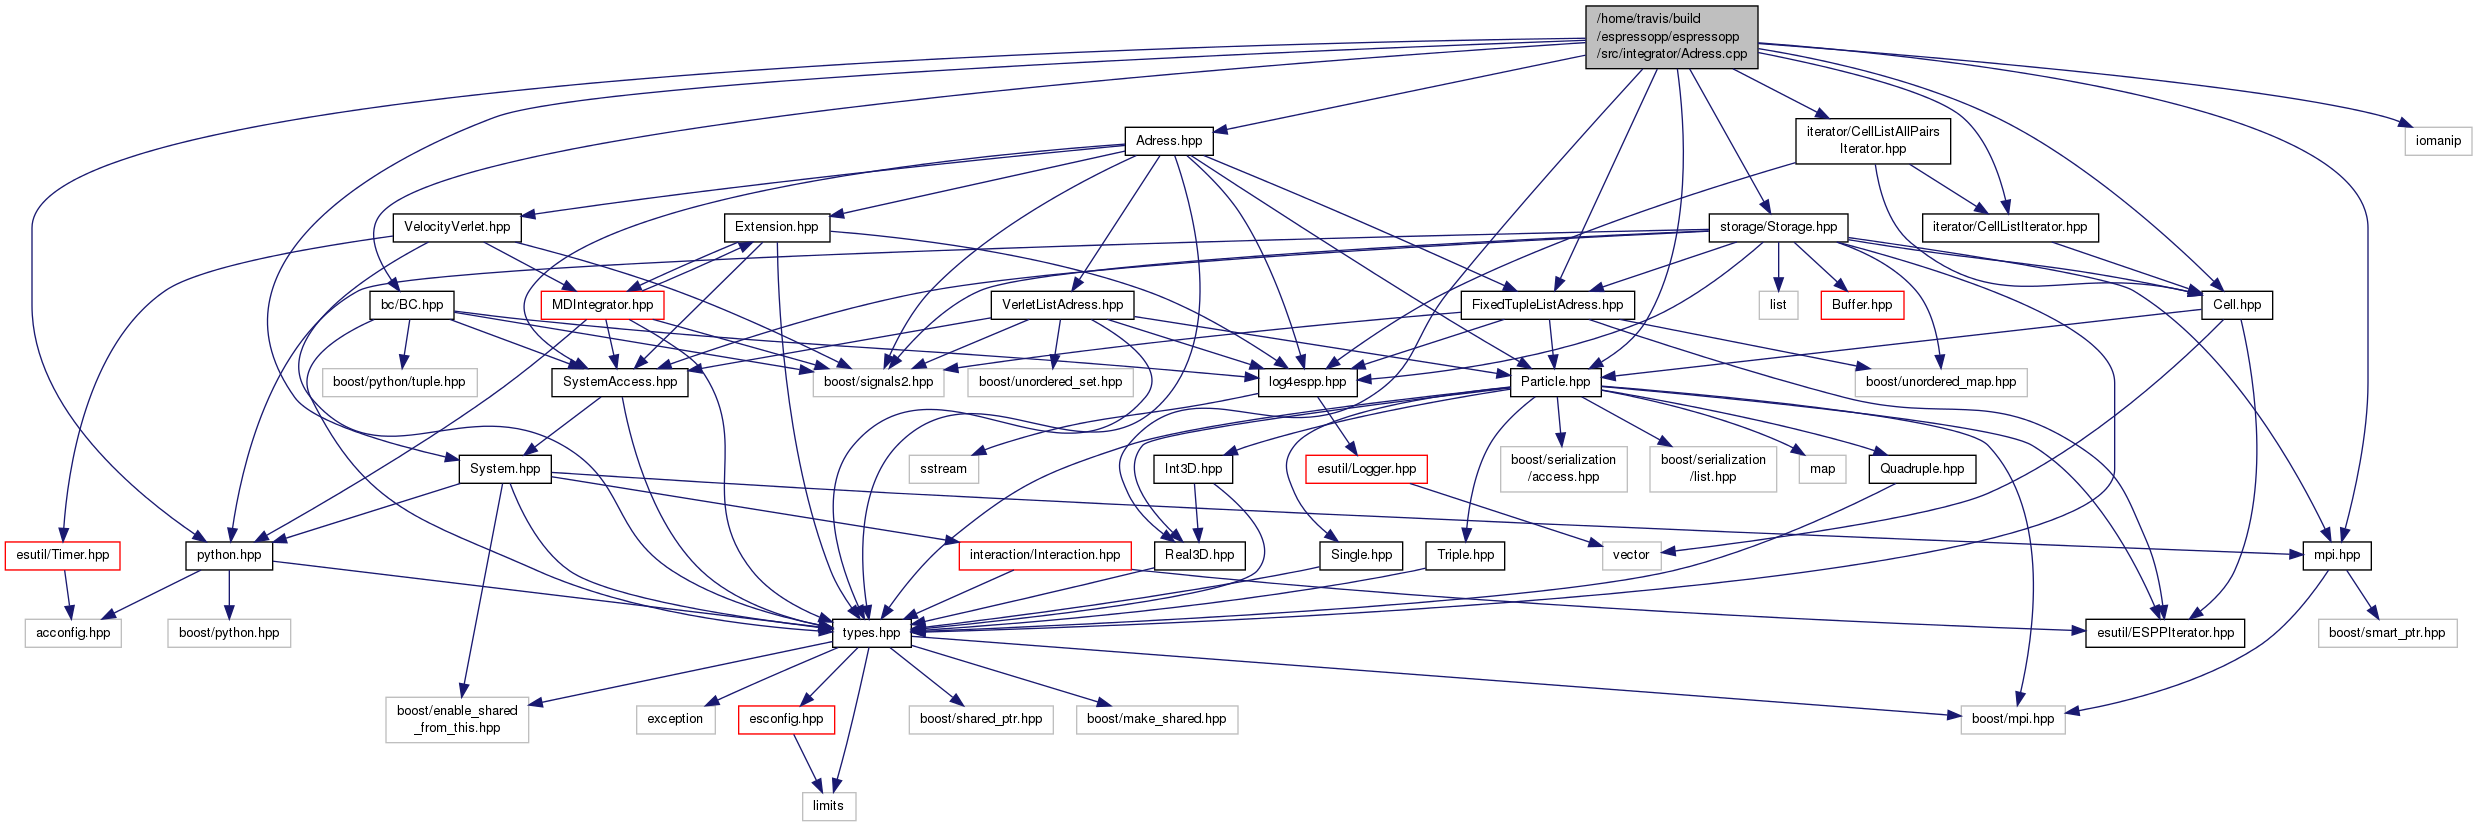 /home/travis/build
/espressopp/espressopp
/src/integrator/Adress.cpp
Adress.hpp
iterator/CellListAllPairs
Iterator.hpp
iomanip
VelocityVerlet.hpp
Extension.hpp
storage/Storage.hpp
iterator/CellListIterator.hpp
bc/BC.hpp
MDIntegrator.hpp
VerletListAdress.hpp
FixedTupleListAdress.hpp
list
Buffer.hpp
Cell.hpp
boost/python/tuple.hpp
SystemAccess.hpp
boost/signals2.hpp
boost/unordered_set.hpp
log4espp.hpp
Particle.hpp
boost/unordered_map.hpp
System.hpp
sstream
Int3D.hpp
esutil/Logger.hpp
boost/serialization
/access.hpp
boost/serialization
/list.hpp
map
Quadruple.hpp
esutil/Timer.hpp
python.hpp
interaction/Interaction.hpp
Real3D.hpp
Single.hpp
Triple.hpp
vector
mpi.hpp
acconfig.hpp
boost/python.hpp
types.hpp
esutil/ESPPIterator.hpp
boost/smart_ptr.hpp
boost/enable_shared
_from_this.hpp
exception
esconfig.hpp
boost/shared_ptr.hpp
boost/make_shared.hpp
boost/mpi.hpp
limits